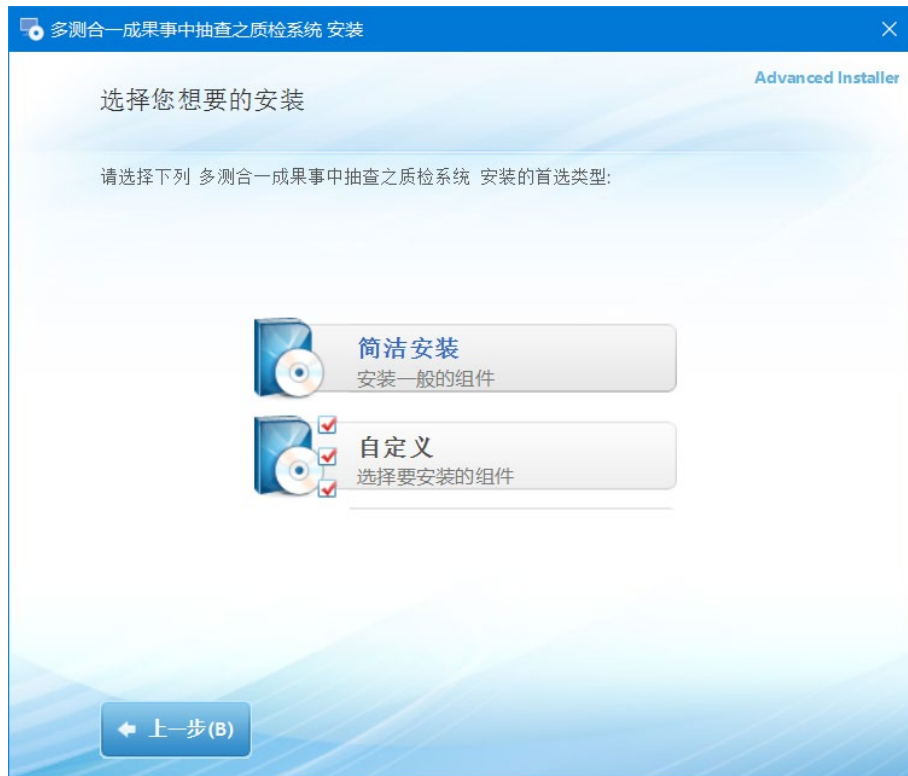 多测合一成果事中抽查之质检系统 安装
Advanced Installer
选择您想要的安装
请选择下列 多测合一成果事中抽查之质检系统 安装的首选类型:
简洁安装
安装一般的组件
自定义
选择要安装的组件
上一步(B)